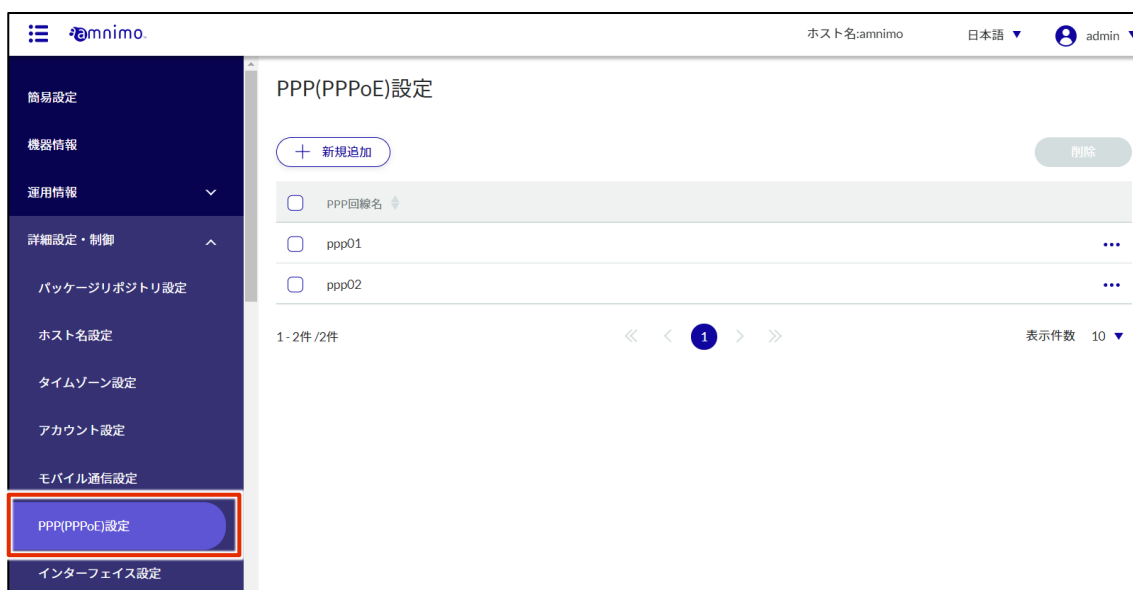 amnimo
ホスト名:amnimo
日本語
admin
簡易設定
機器情報
運用情報
詳細設定・制御
パッケージリポジトリ設定
ホスト名設定
タイムゾーン設定
アカウント設定
モバイル通信設定
PPP(PPPoE)設定
インターフェイス設定
PPP(PPPoE)設定
新規追加
削除
PPP回線名
ppp01
ppp02
1 - 2件 /2件
1
表示件数 10